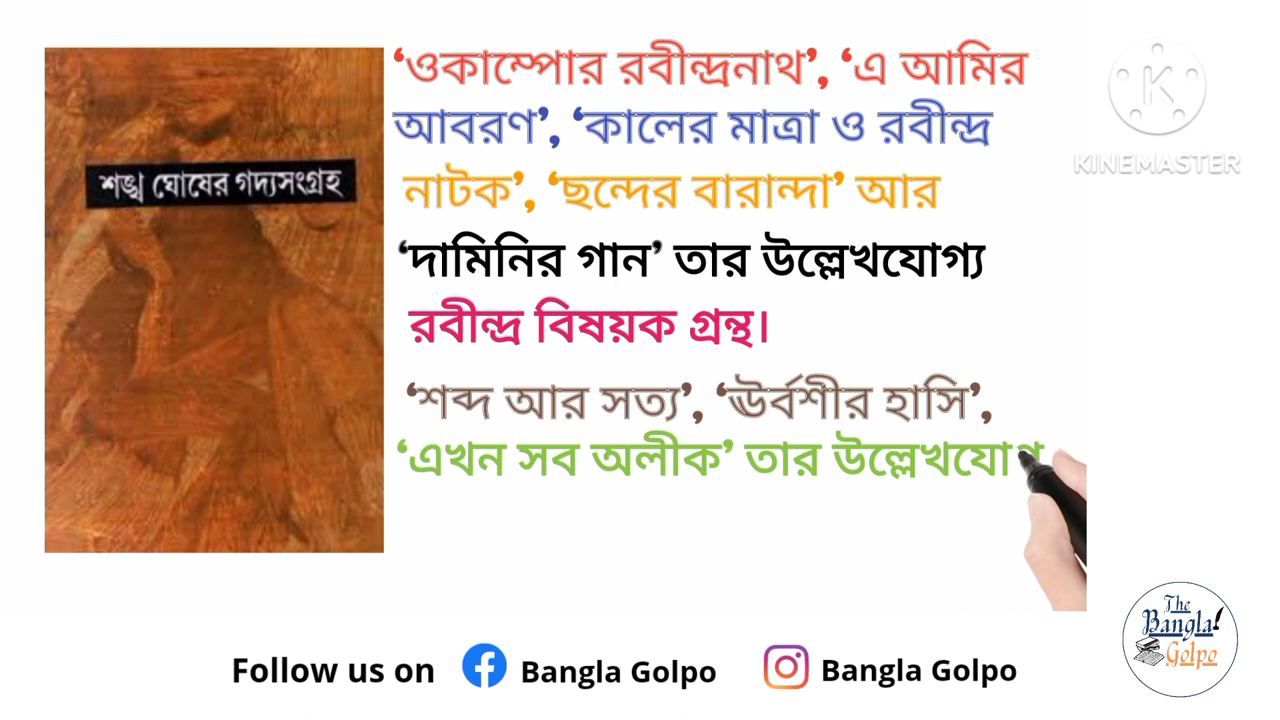 ‘ওকাম্পোর রবীন্দ্রনাথ’, ‘এ আমির
আবরণ’, ‘কালের মাত্রা ও রবীন্দ্র
নাটক’, ‘ছন্দের বারান্দা’ আর
‘দামিনির গান’ তার উল্লেখযোগ্য
রবীন্দ্র বিষয়ক গ্রন্থ।
‘শব্দ আর সত্য’, ‘ঊর্বশীর হাসি’,
‘এখন সব অলীক’ তার উল্লেখযোগ
শঙ্খ ঘোষের গদ্যসংগ্রহ
K
KINEMASTER
Follow us on Bangla Golpo Bangla Golpo
The
Bangla!
Golpo